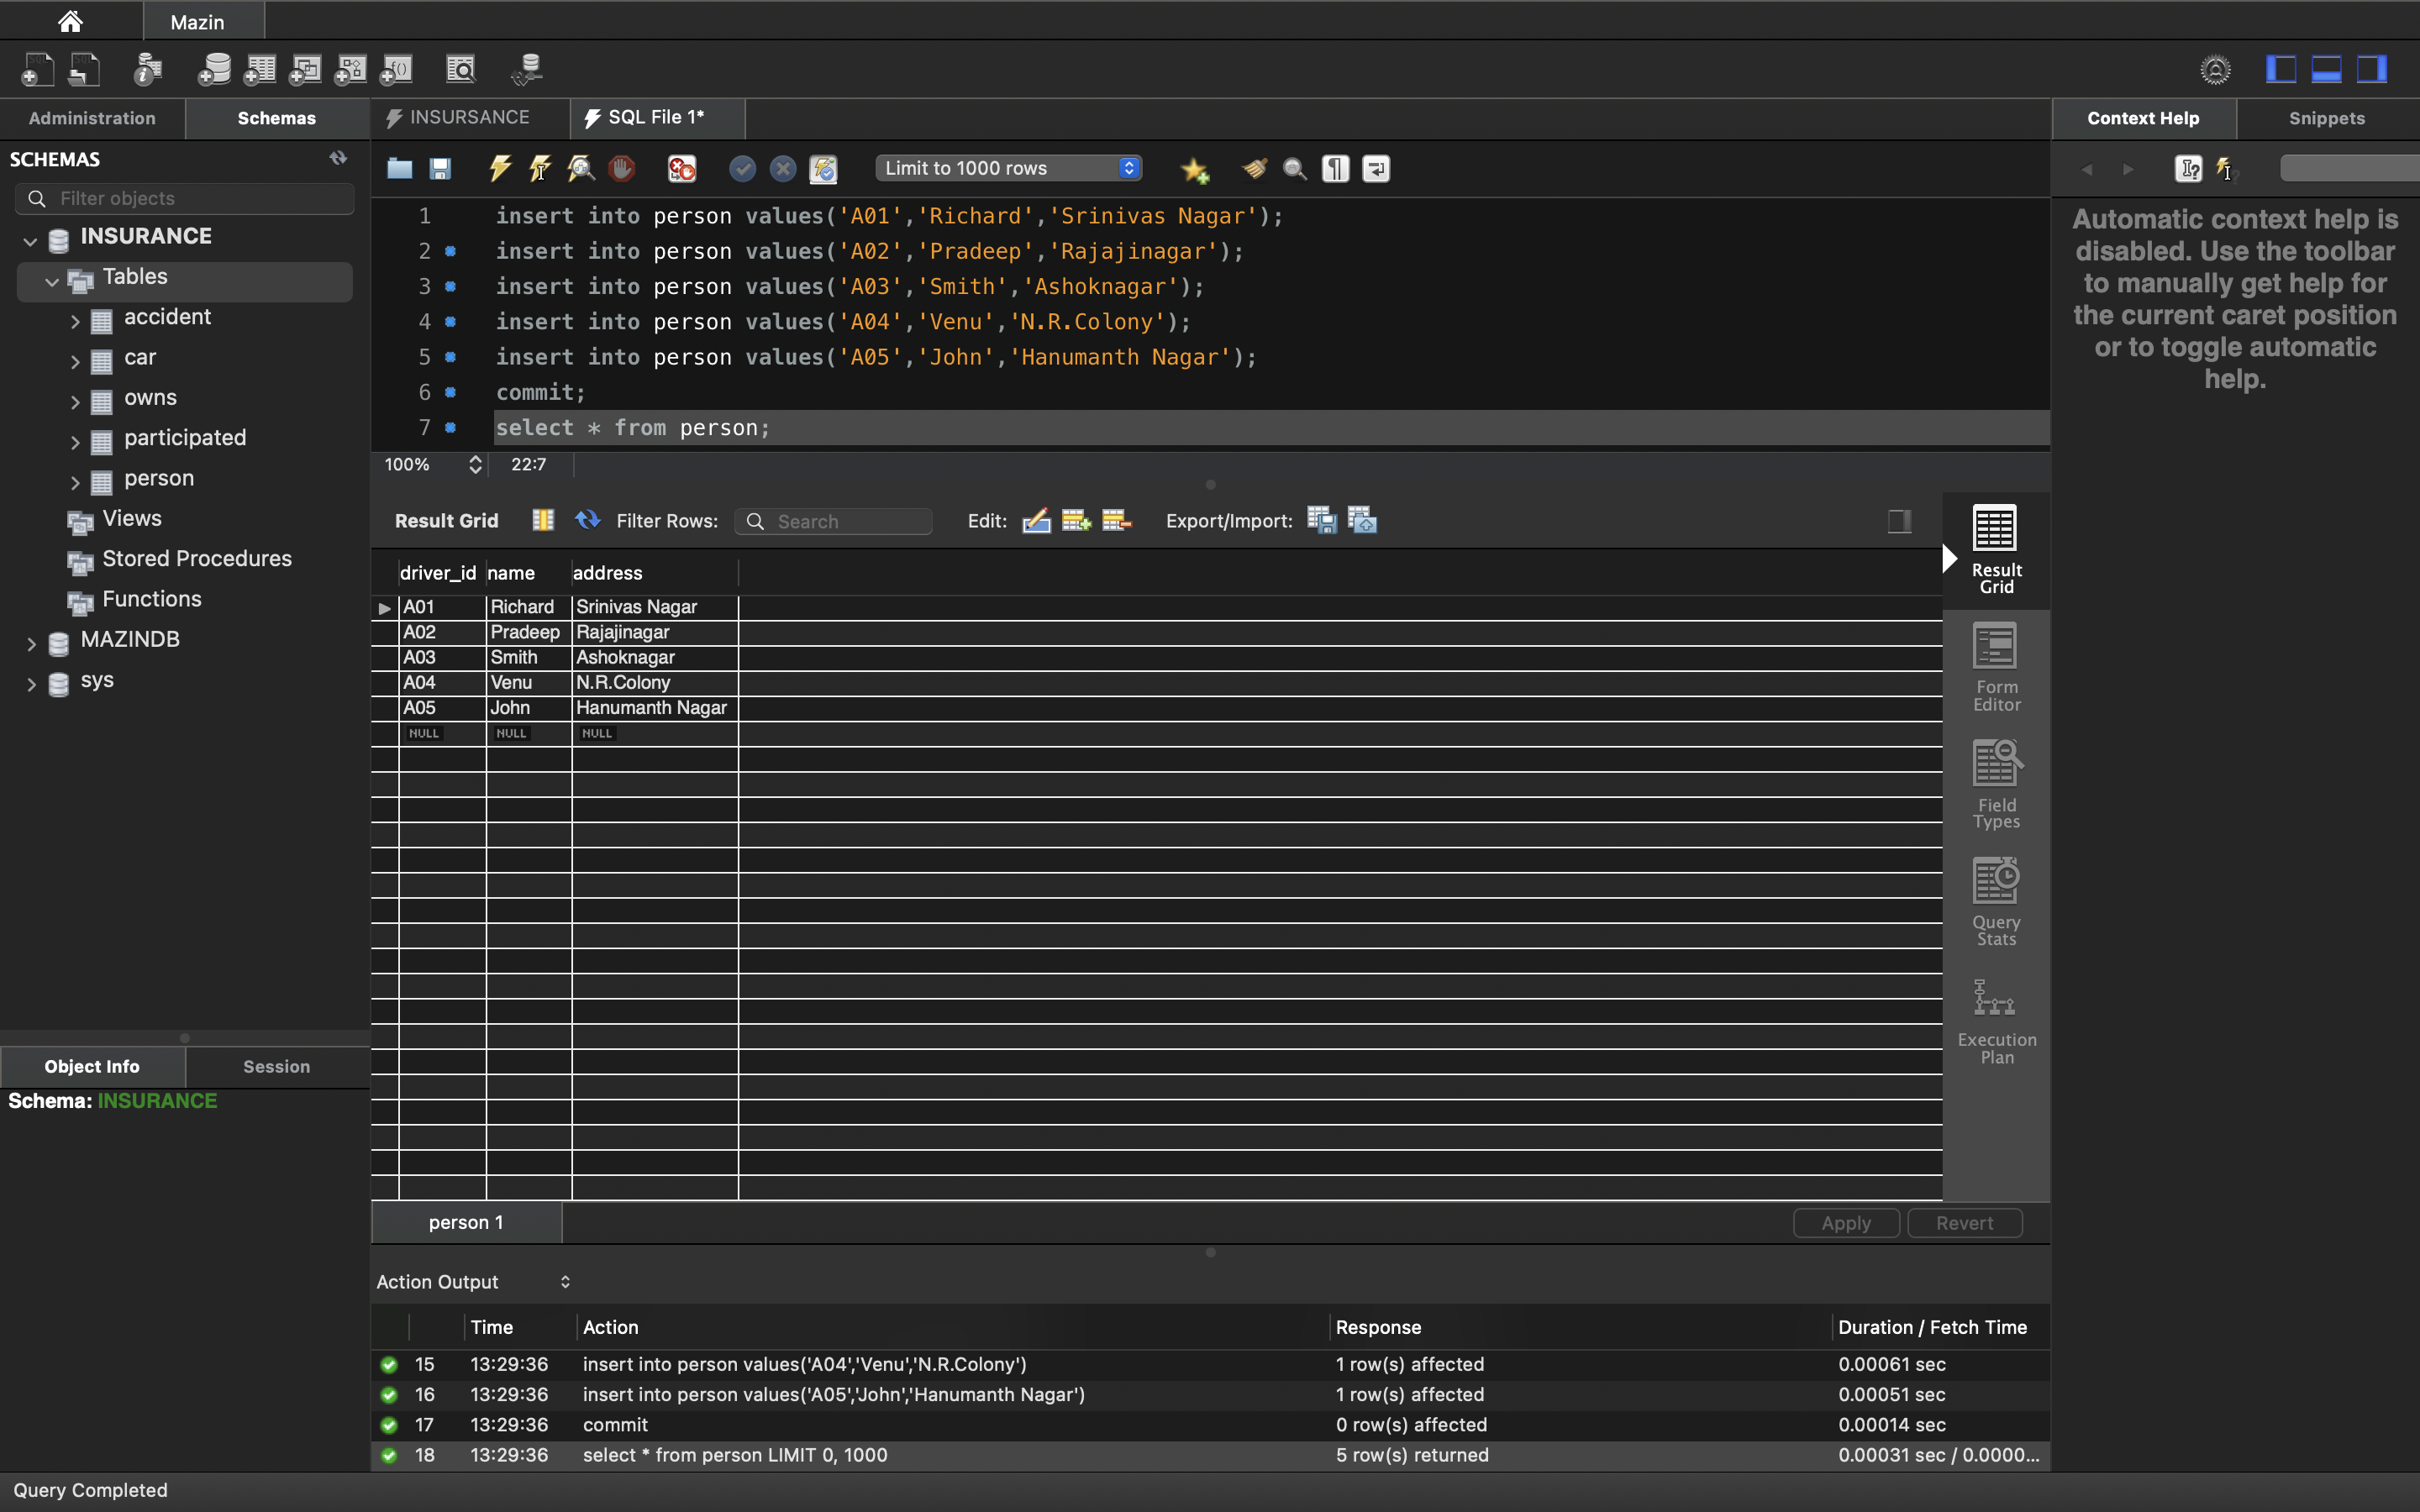 Mazin
Administration
Schemas
INSURSANCE
SQL File 1*
Context Help
Snippets
SCHEMAS
Filter objects
Limit to 1000 rows
INSURANCE
Tables
accident
car
owns
participated
person
Views
Stored Procedures
Functions
MAZINDB
sys
1 insert into person values('A01','Richard','Srinivas Nagar');
2 insert into person values('A02','Pradeep','Rajajinagar');
3 insert into person values('A03','Smith','Ashoknagar');
4 insert into person values('A04','Venu','N.R.Colony');
5 insert into person values('A05','John','Hanumanth Nagar');
6 commit;
7 select * from person;
100% 22:7
Automatic context help is
disabled. Use the toolbar
to manually get help for
the current caret position
or to toggle automatic
help.
Result Grid Filter Rows: Search Edit: Export/Import:
driver_id name address
A01 Richard Srinivas Nagar
A02 Pradeep Rajajinagar
A03 Smith Ashoknagar
A04 Venu N.R.Colony
A05 John Hanumanth Nagar
NULL NULL NULL
Result
Grid
Form
Editor
Field
Types
Query
Stats
Execution
Plan
Object Info
Session
Schema: INSURANCE
person 1
Apply
Revert
Action Output
Time Action Response Duration / Fetch Time
15 13:29:36 insert into person values('A04','Venu','N.R.Colony') 1 row(s) affected 0.00061 sec
16 13:29:36 insert into person values('A05','John','Hanumanth Nagar') 1 row(s) affected 0.00051 sec
17 13:29:36 commit 0 row(s) affected 0.00014 sec
18 13:29:36 select * from person LIMIT 0, 1000 5 row(s) returned 0.00031 sec / 0.0000...
Query Completed